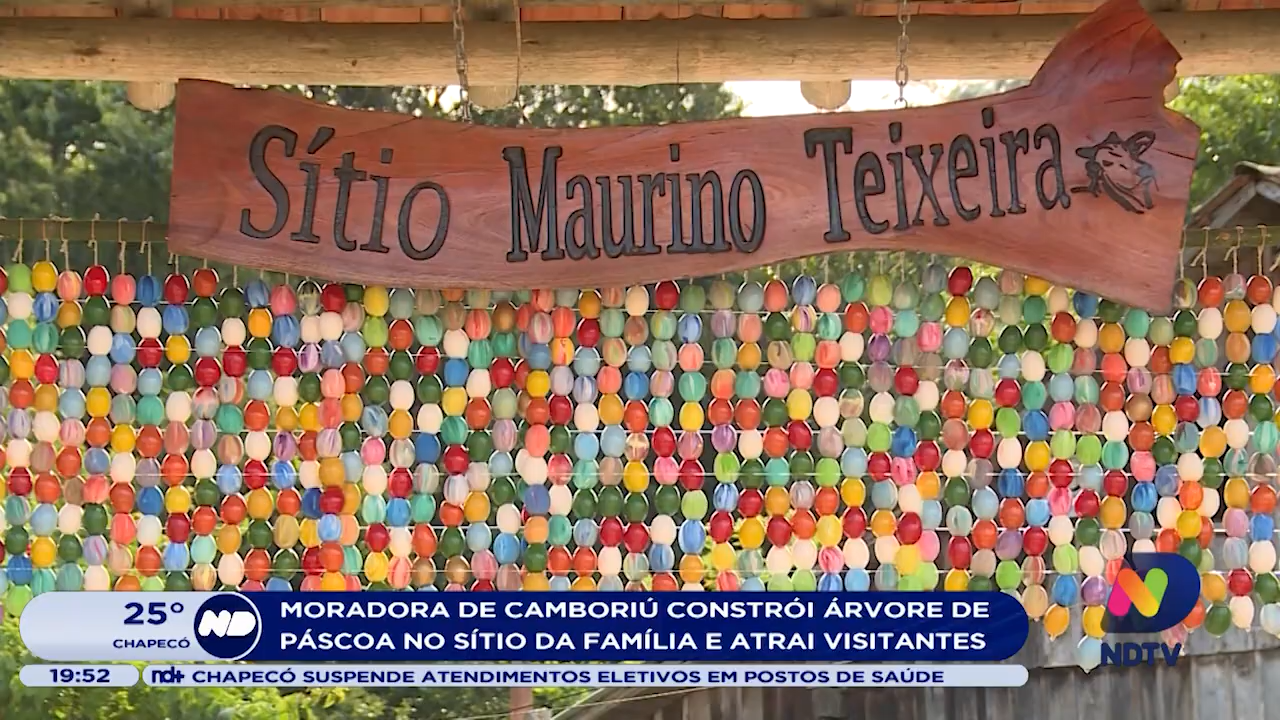 Sítio Maurino Teixeira
25°
CHAPECÓ
ND
MORADORA DE CAMBORIÚ CONSTRÓI ÁRVORE DE
PÁSCOA NO SÍTIO DA FAMÍLIA E ATRAI VISITANTES
NDTV
19:52
nd+ CHAPECÓ SUSPENDE ATENDIMENTOS ELETIVOS EM POSTOS DE SAÚDE